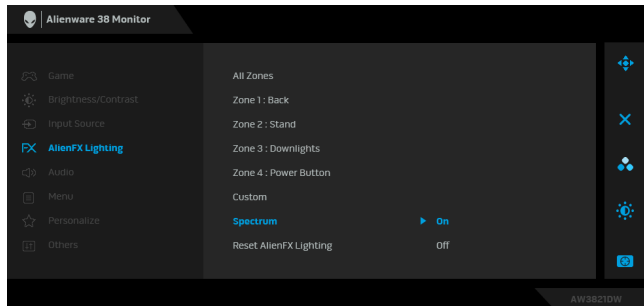 Alienware 38 Monitor
Game
Brightness/Contrast
Input Source
AlienFX Lighting
Audio
Menu
Personalize
Others
All Zones
Zone 1 : Back
Zone 2 : Stand
Zone 3 : Downlights
Zone 4 : Power Button
Custom
Spectrum On
Reset AlienFX Lighting Off
AW3821DW